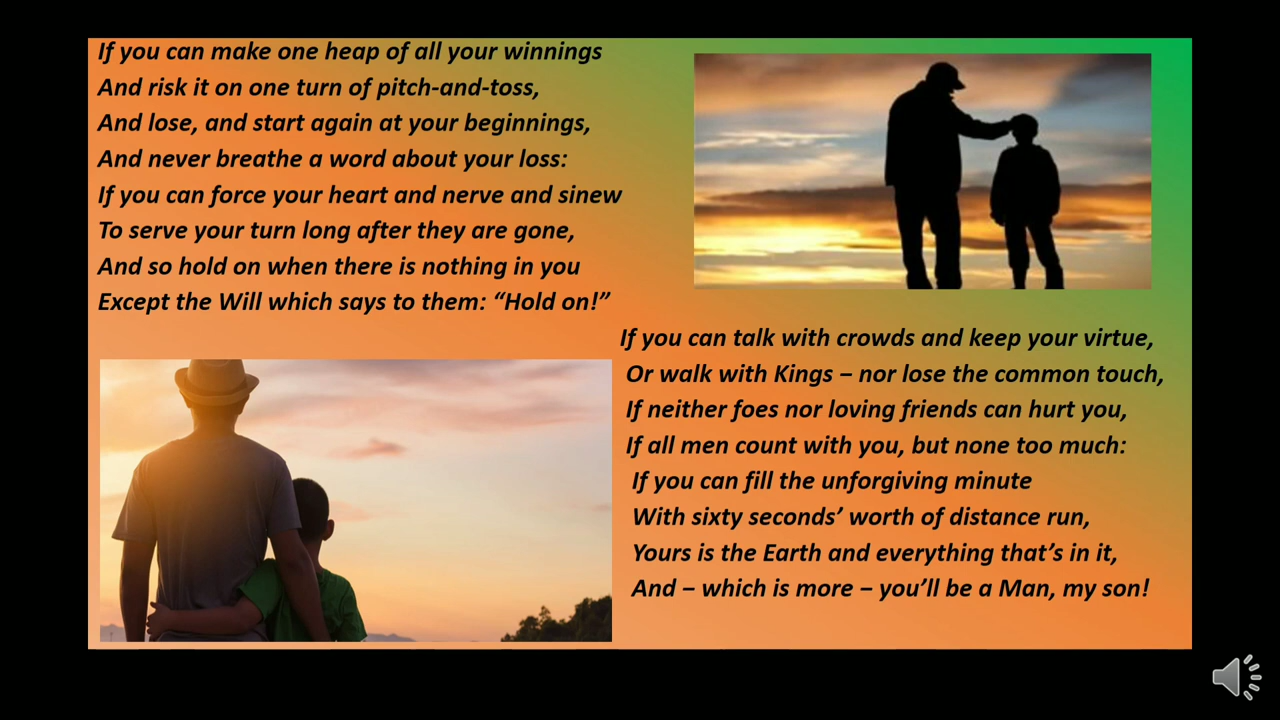 If you can make one heap of all your winnings
And risk it on one turn of pitch-and-toss,
And lose, and start again at your beginnings,
And never breathe a word about your loss:
If you can force your heart and nerve and sinew
To serve your turn long after they are gone,
And so hold on when there is nothing in you
Except the Will which says to them: “Hold on!”
If you can talk with crowds and keep your virtue,
Or walk with Kings – nor lose the common touch,
If neither foes nor loving friends can hurt you,
If all men count with you, but none too much:
If you can fill the unforgiving minute
With sixty seconds’ worth of distance run,
Yours is the Earth and everything that’s in it,
And – which is more – you’ll be a Man, my son!